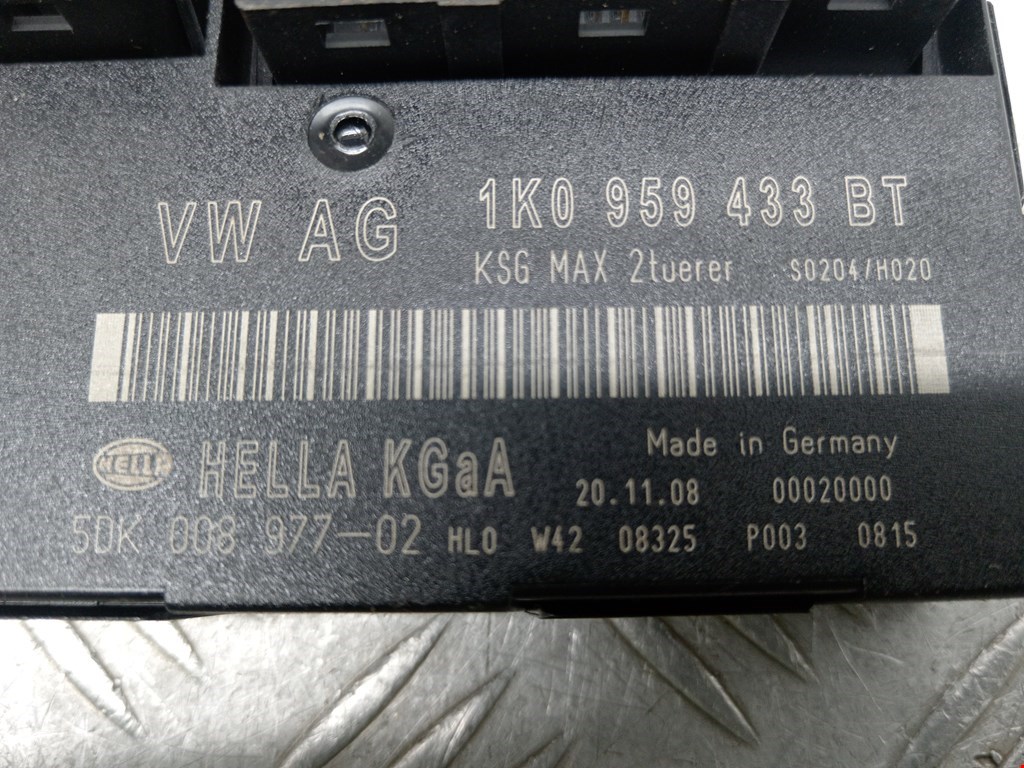 VW AG 1K0 959 433 BT
KSG MAX 2tuerer S0204/H020
HELLA HELLA KGaA Made in Germany
20.11.08 00020000
5DK 008 977-02 HL0 W42 08325 P003 0815